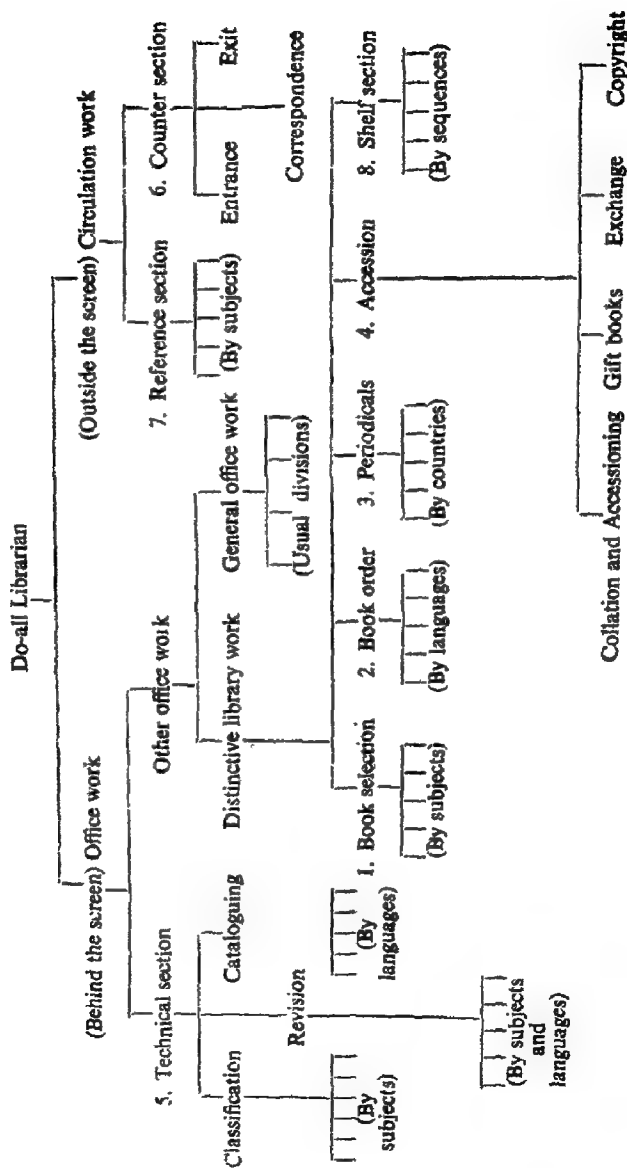 Do-all Librarian
(Behind the screen) Office work
(Outside the screen) Circulation work
5. Technical section
Other office work
7. Reference section
6. Counter section
Classification
Cataloguing
Distinctive library work
General office work
(By subjects)
Entrance
Exit
Revision
(Usual divisions)
Correspondence
(By
subjects)
(By
languages)
1. Book selection
2. Book order
3. Periodicals
4. Accession
8. Shelf section
(By subjects)
(By languages)
(By countries)
(By sequences)
(By subjects
and
languages)
Collation and Accessioning
Gift books
Exchange
Copyright